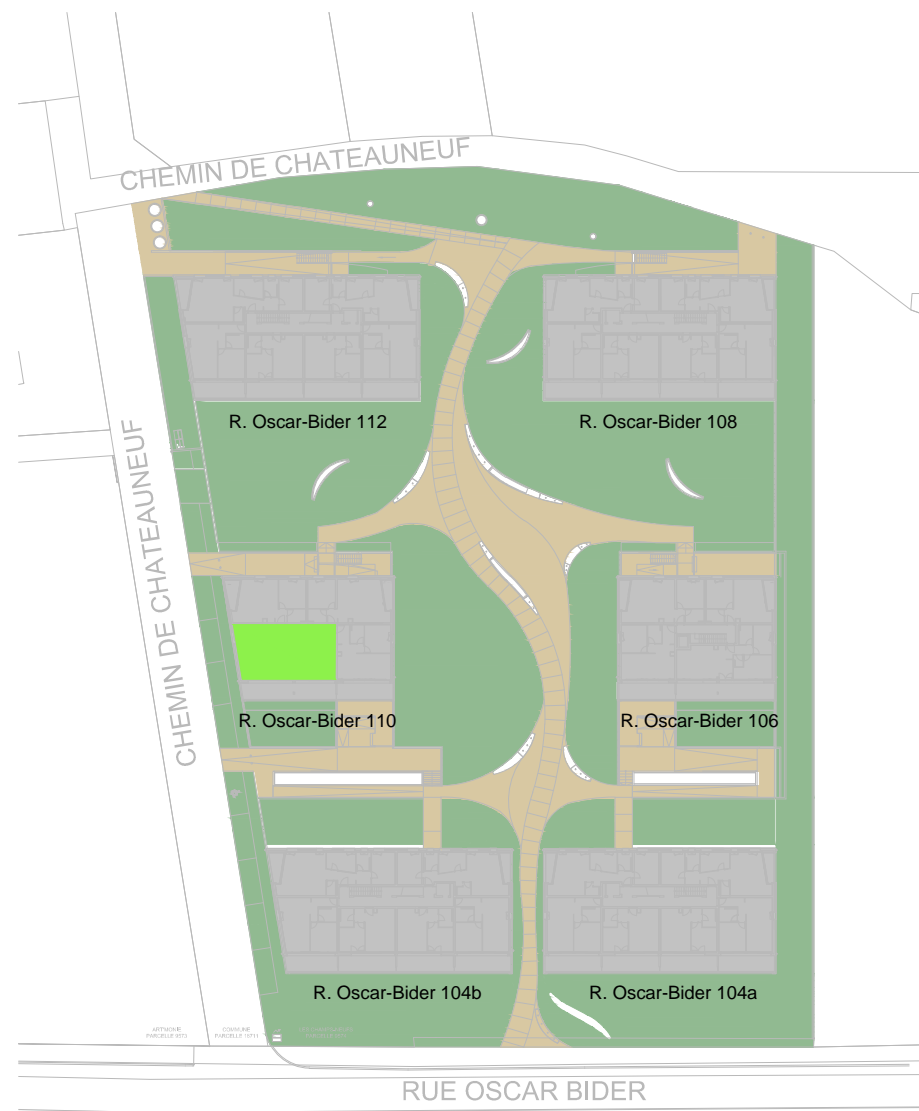 CHEMIN DE CHATEAUNEUF
R. Oscar-Bider 112
R. Oscar-Bider 108
CHEMIN DE CHATEAUNEUF
R. Oscar-Bider 110
R. Oscar-Bider 106
R. Oscar-Bider 104b
R. Oscar-Bider 104a
COMMUNE
RUE OSCAR BIDER